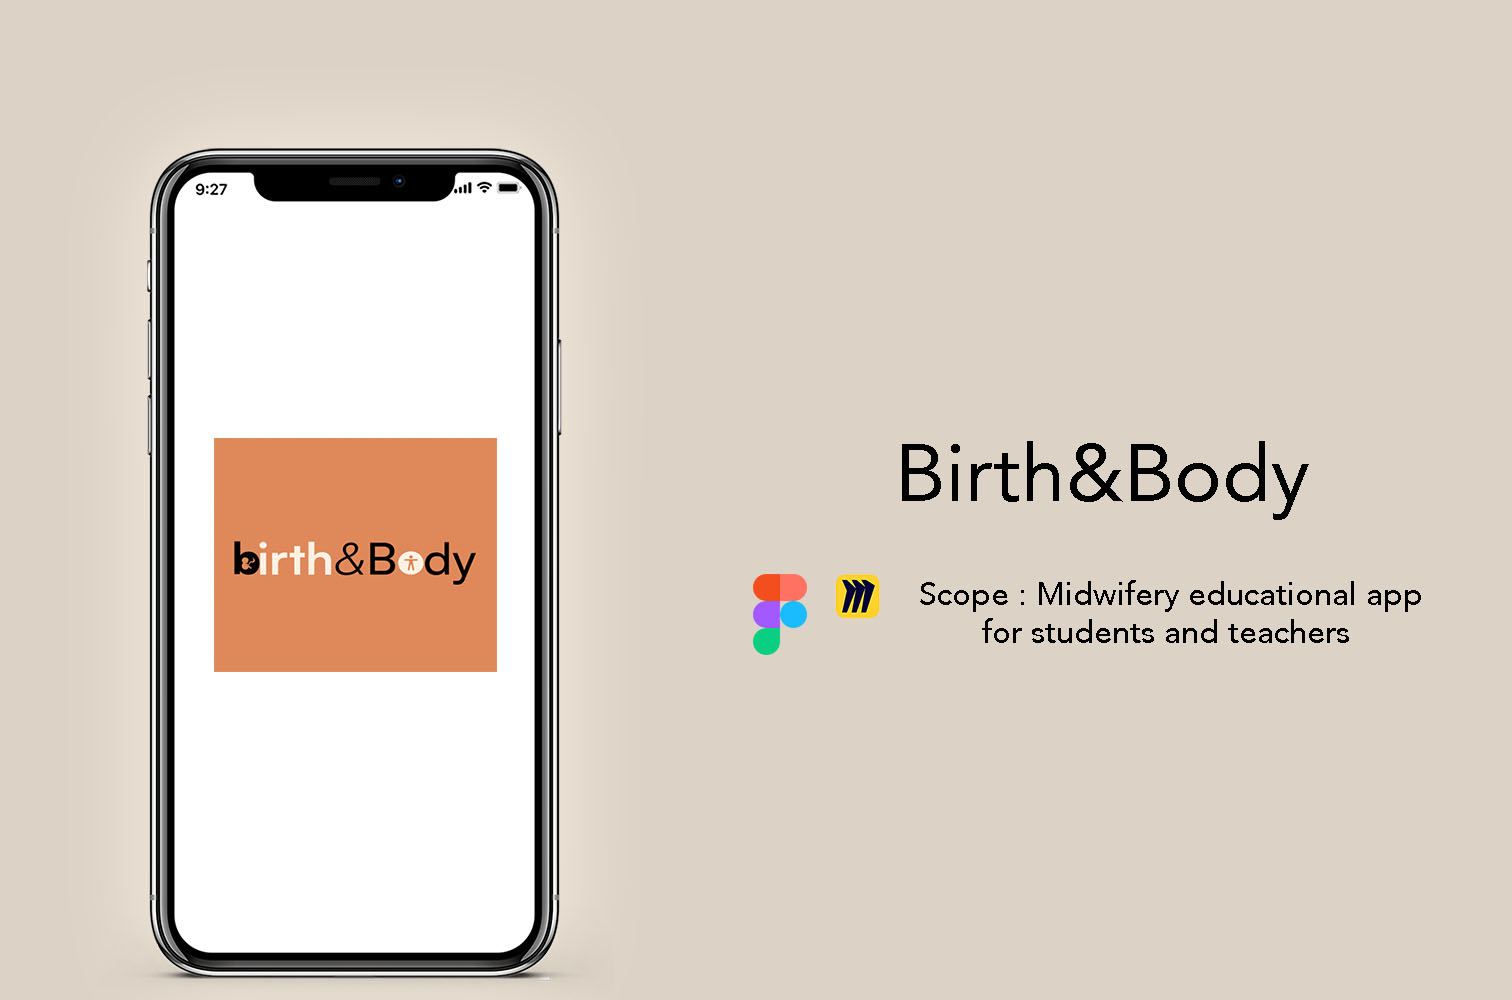 9:27
birth&Body
Birth&Body
Scope : Midwifery educational app
for students and teachers